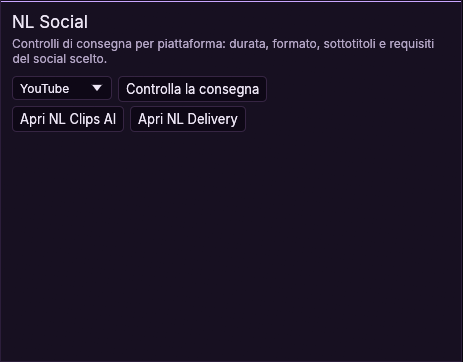 NL Social
Controlli di consegna per piattaforma: durata, formato, sottotitoli e requisiti
del social scelto.
YouTube
Controlla la consegna
Apri NL Clips AI
Apri NL Delivery